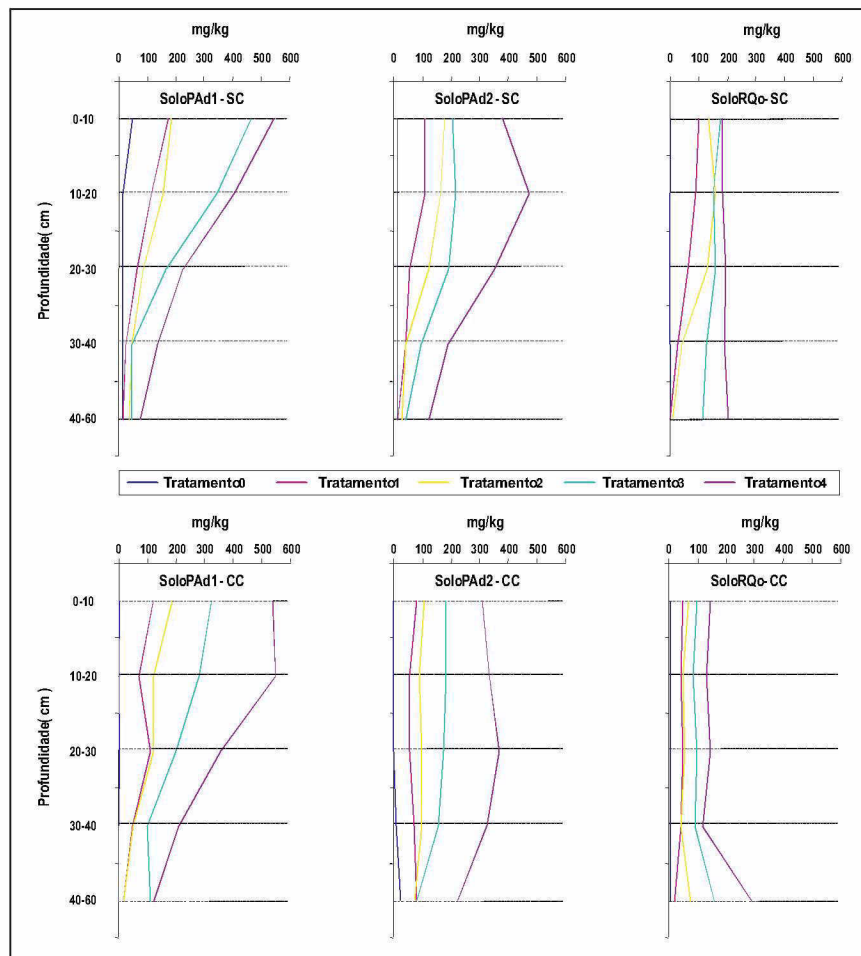 mg/kg mg/kg mg/kg
0 100 200 300 400 500 600 0 100 200 300 400 500 600 0 100 200 300 400 500 600
SoloPAd1-SC SoloPAd2-SC SoloRQo-SC
0-10
10-20
20-30
30-40
40-60
Profundidade(cm)
Tratamento0 Tratamento1 Tratamento2 Tratamento3 Tratamento4
mg/kg mg/kg mg/kg
0 100 200 300 400 500 600 0 100 200 300 400 500 600 0 100 200 300 400 500 600
SoloPAd1-CC SoloPAd2-CC SoloRQo-CC
0-10
10-20
20-30
30-40
40-60
Profundidade(cm)